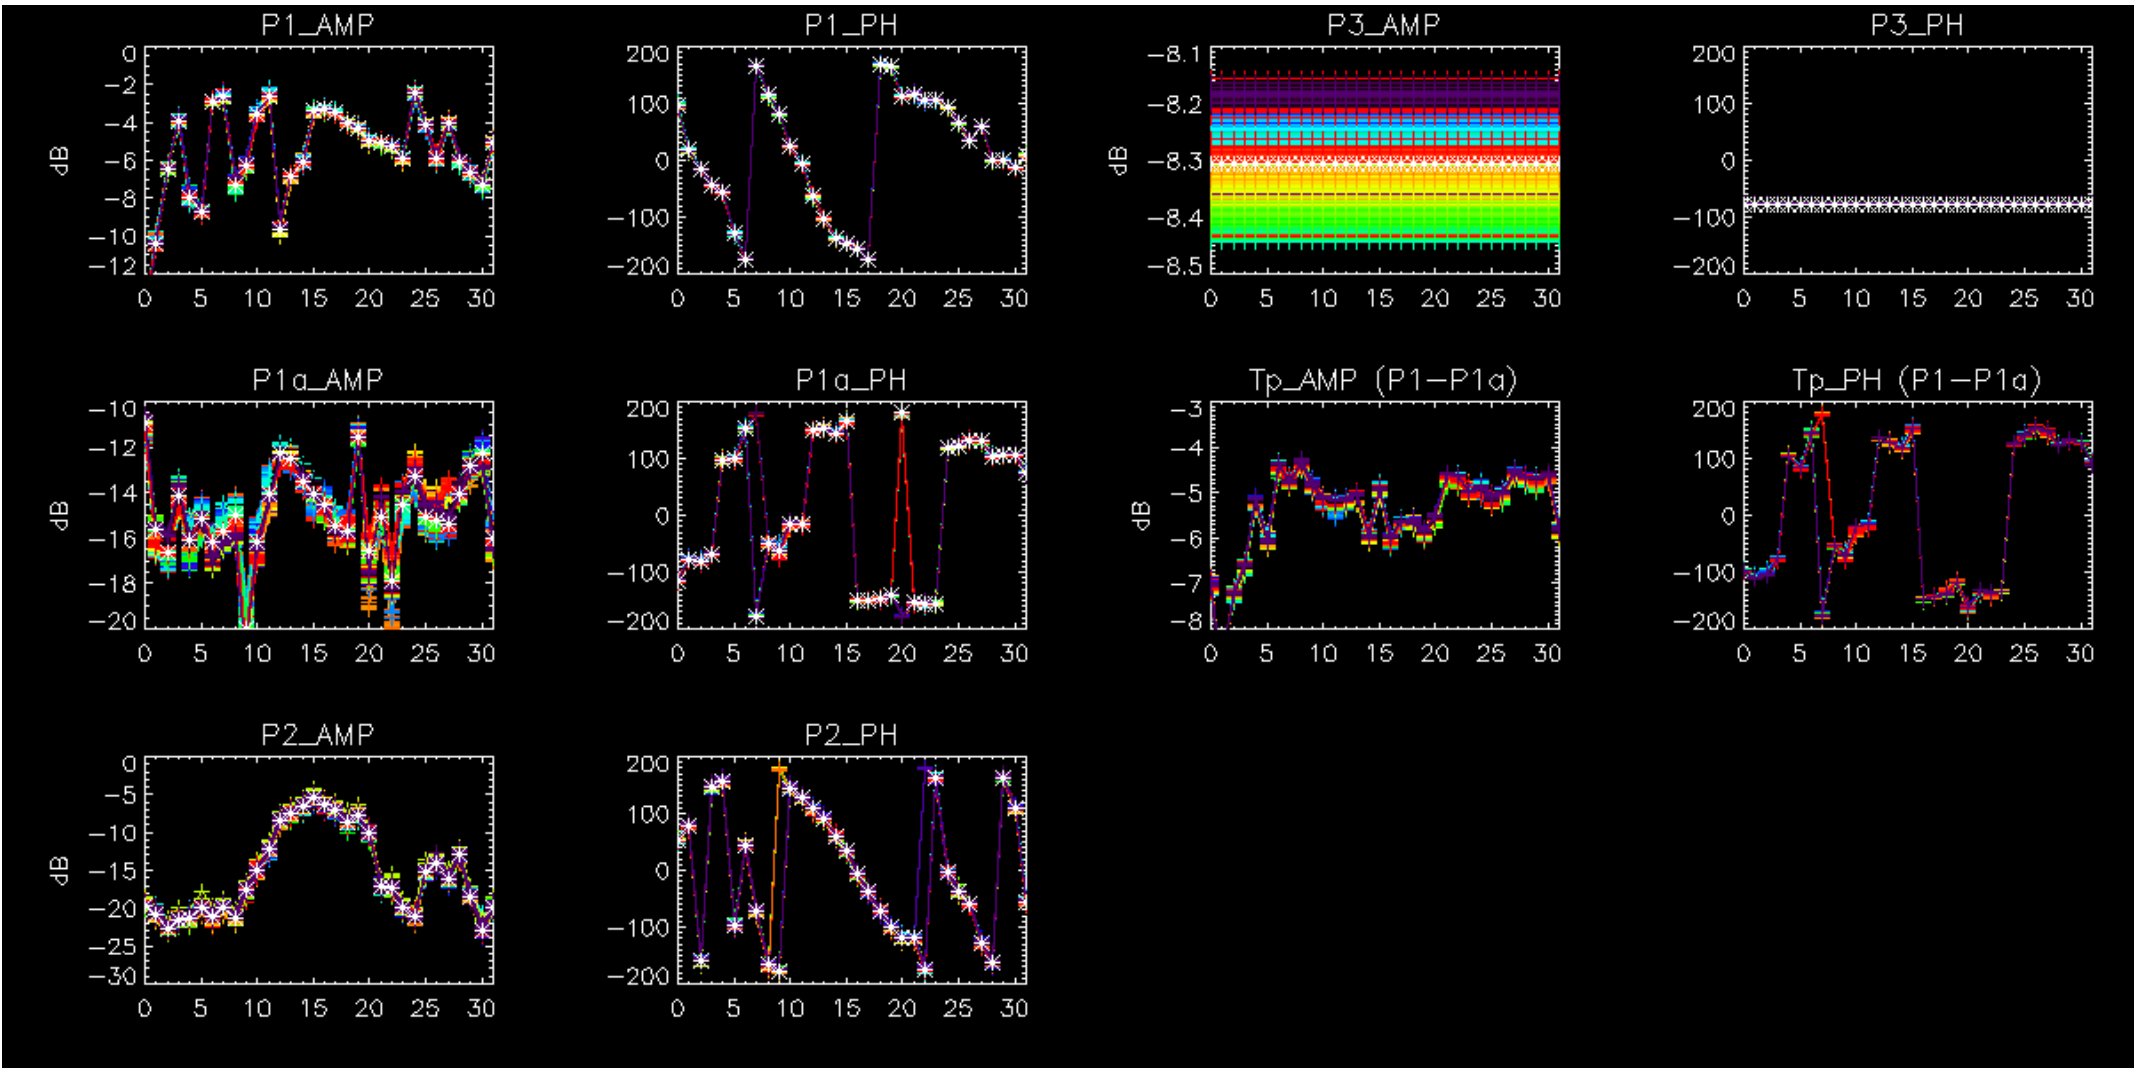 P1_AMP P1_PH P3_AMP P3_PH
0 200 -8.1 200
-2 100 -8.2 100
-4 0 -8.3 0
-6 -100 -8.4 -100
-8 -200 -8.5 -200
-10
-12
dB dB
0 5 10 15 20 25 30 0 5 10 15 20 25 30 0 5 10 15 20 25 30 0 5 10 15 20 25 30
P1a_AMP P1a_PH Tp_AMP (P1-P1a) Tp_PH (P1-P1a)
-10 200 -3 200
-12 100 -4 100
-14 0 -5 0
-16 -100 -6 -100
-18 -200 -7 -200
-20 -8
dB dB
0 5 10 15 20 25 30 0 5 10 15 20 25 30 0 5 10 15 20 25 30 0 5 10 15 20 25 30
P2_AMP P2_PH
0 200
-5 100
-10 0
-15 -100
-20 -200
-25
-30
dB
0 5 10 15 20 25 30 0 5 10 15 20 25 30